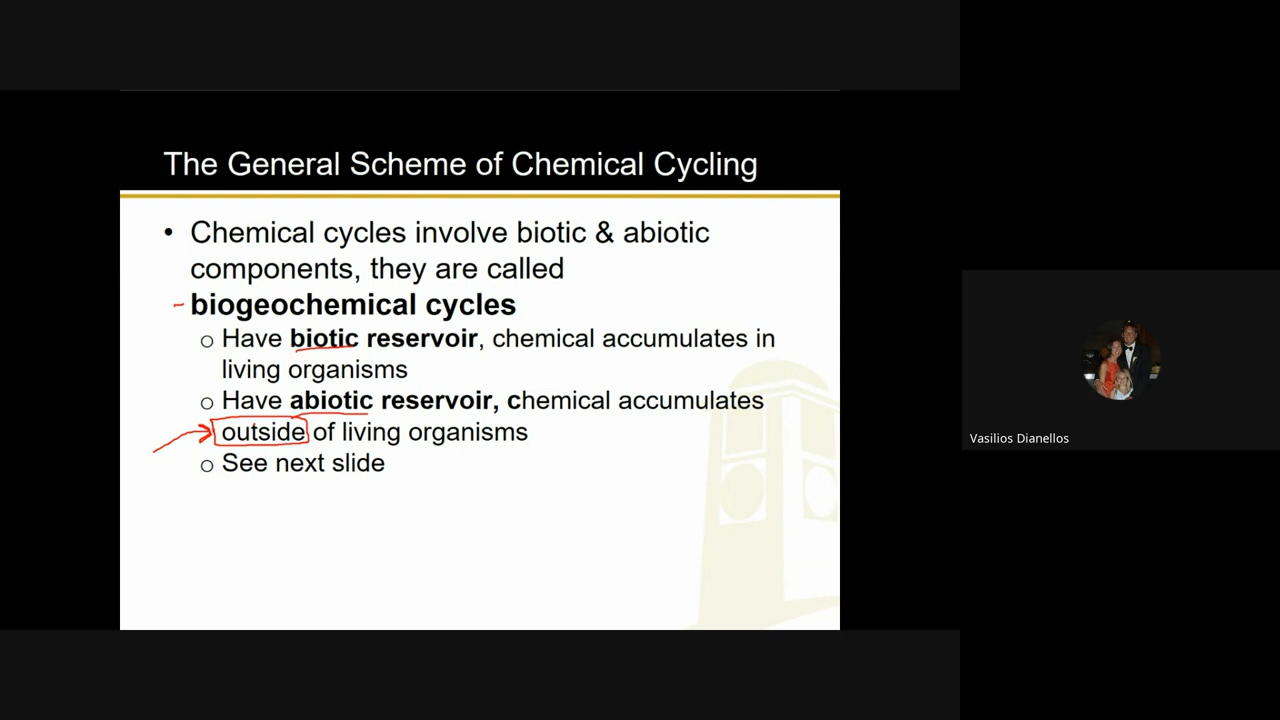 The General Scheme of Chemical Cycling
• Chemical cycles involve biotic & abiotic
components, they are called
biogeochemical cycles
o Have biotic reservoir, chemical accumulates in
living organisms
o Have abiotic reservoir, chemical accumulates
outside of living organisms
o See next slide
Vasilios Dianellos